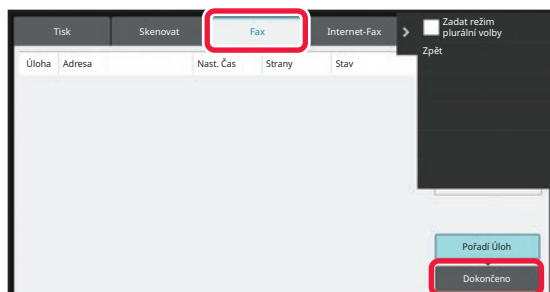 Tisk Skenovat Fax Internet-Fax
Zadat režim
plurální volby
Zpět
Úloha Adresa Nast. Čas Strany Stav
Pořadí Úloh
Dokončeno